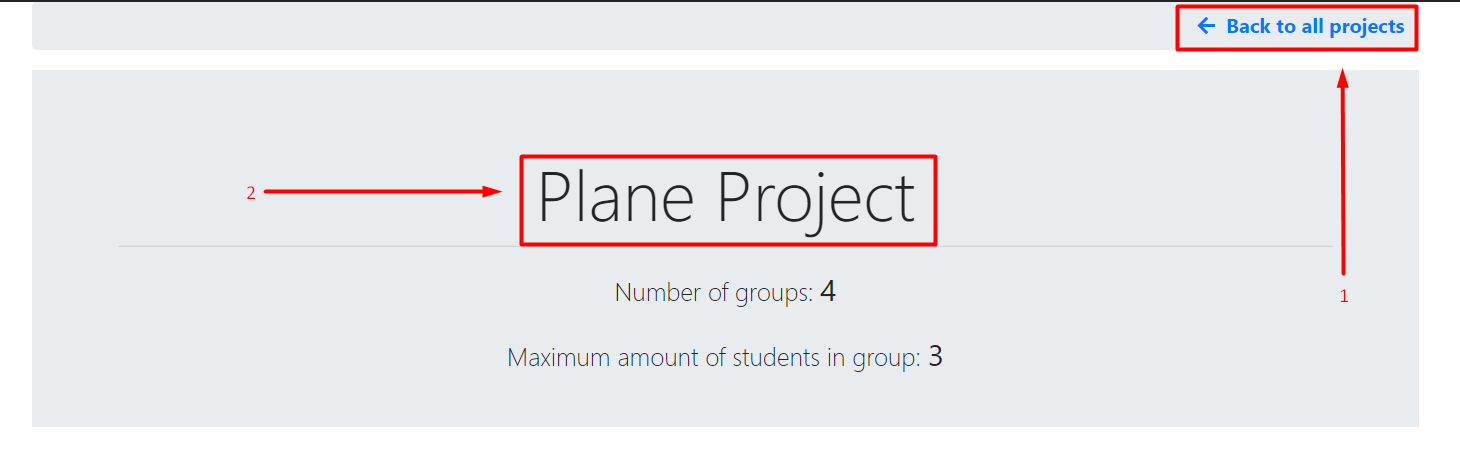 Back to all projects
2
Plane Project
Number of groups: 4
1
Maximum amount of students in group: 3